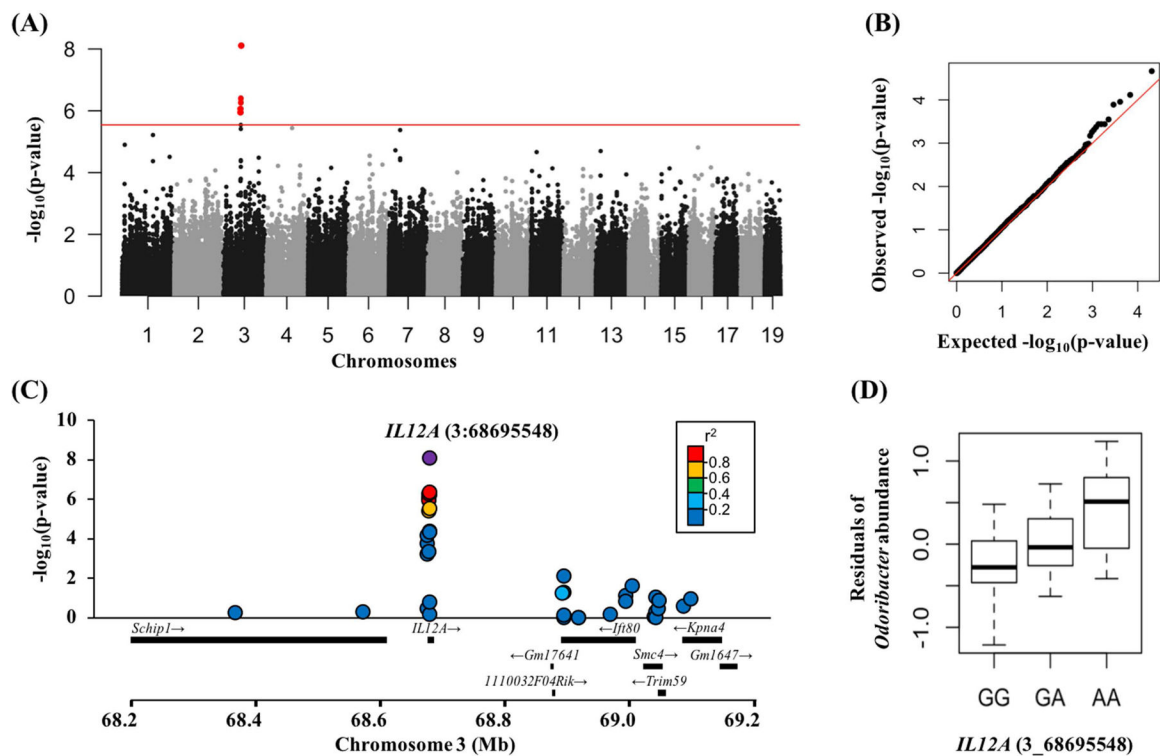 (A)
8
6
4
2
0
-log10(p-value)
1 2 3 4 5 6 7 8 9 11 13 15 17 19
Chromosomes
(B)
4
3
2
1
0
Observed -log10(p-value)
0 1 2 3 4
Expected -log10(p-value)
(C)
10
8
6
4
2
0
-log10(p-value)
IL12A (3:68695548)
r2
0.8
0.6
0.4
0.2
Schip1→
IL12A→
←Ift80
←Kpna4
←Gm17641
Smc4→
Gm1647→
1110032F04Rik→
←Trim59
68.2 68.4 68.6 68.8 69.0 69.2
Chromosome 3 (Mb)
(D)
1.0
0.0
-1.0
Residuals of
Odoribacter abundance
GG GA AA
IL12A (3_68695548)